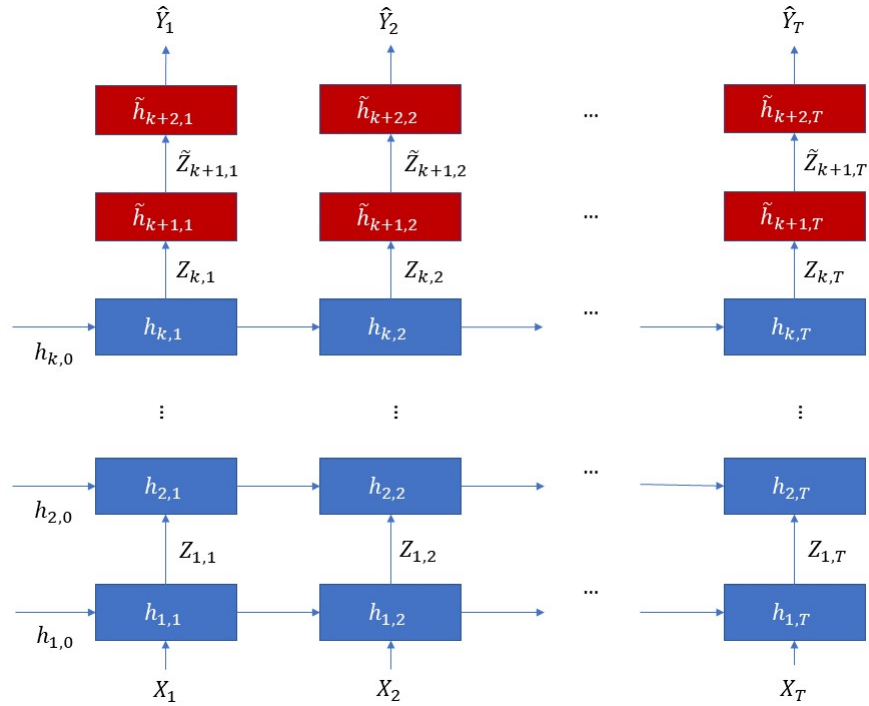 Ŷ₁ Ŷ₂ Ŷ_T
h̃ₖ₊₂,₁ h̃ₖ₊₂,₂ ... h̃ₖ₊₂,T
Z̃ₖ₊₁,₁ Z̃ₖ₊₁,₂ Z̃ₖ₊₁,T
h̃ₖ₊₁,₁ h̃ₖ₊₁,₂ ... h̃ₖ₊₁,T
Zₖ,₁ Zₖ,₂ Zₖ,T
hₖ,₁ hₖ,₂ ... hₖ,T
hₖ,₀
⋮ ⋮ ⋮
h₂,₁ h₂,₂ ... h₂,T
h₂,₀
Z₁,₁ Z₁,₂ Z₁,T
h₁,₁ h₁,₂ ... h₁,T
h₁,₀
X₁ X₂ X_T